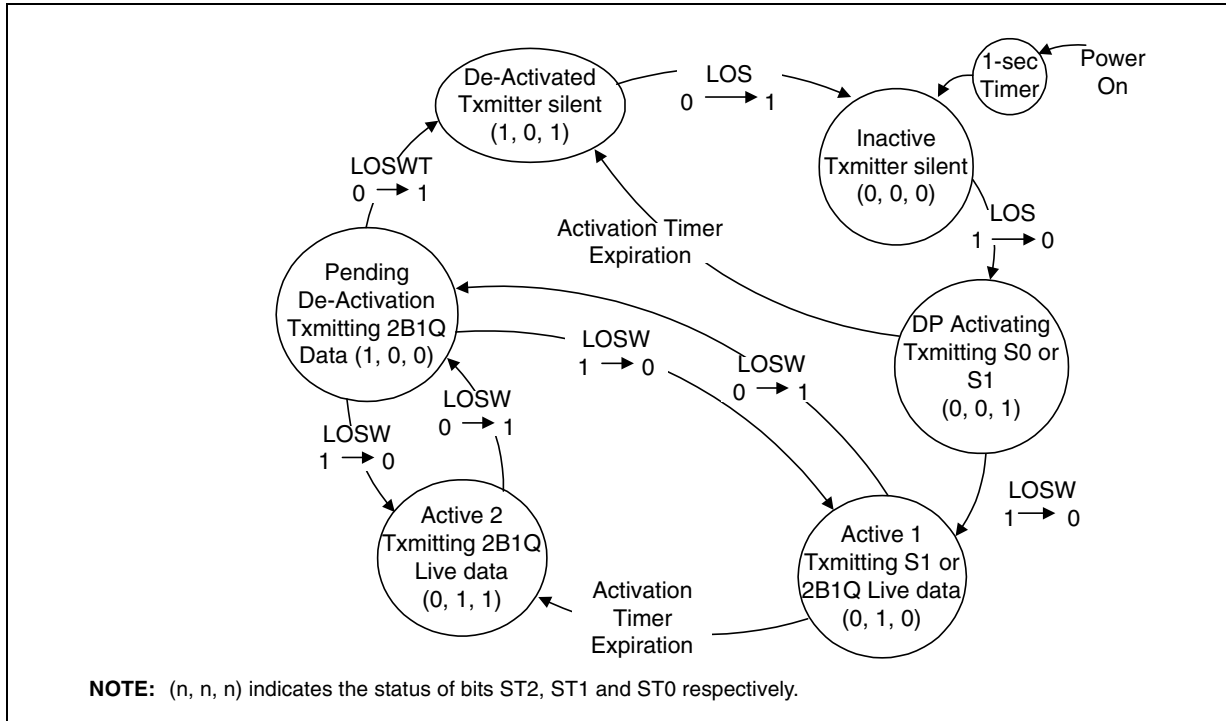 De-Activated
Txmitter silent
(1, 0, 1)
LOS
0 → 1
1-sec
Timer
Power
On
Inactive
Txmitter silent
(0, 0, 0)
LOSWT
0 → 1
LOS
1 → 0
Activation Timer
Expiration
Pending
De-Activation
Txmitting 2B1Q
Data (1, 0, 0)
DP Activating
Txmitting S0 or
S1
(0, 0, 1)
LOSW
1 → 0
LOSW
0 → 1
LOSW
0 → 1
LOSW
1 → 0
LOSW
1 → 0
Active 2
Txmitting 2B1Q
Live data
(0, 1, 1)
Active 1
Txmitting S1 or
2B1Q Live data
(0, 1, 0)
Activation
Timer
Expiration
NOTE: (n, n, n) indicates the status of bits ST2, ST1 and ST0 respectively.